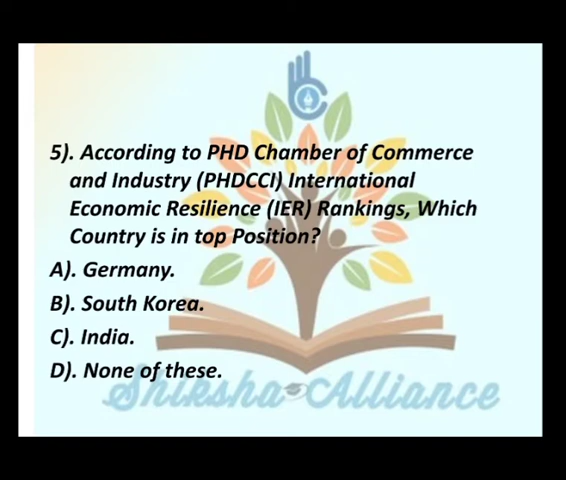 5). According to PHD Chamber of Commerce
and Industry (PHDCCI) International
Economic Resilience (IER) Rankings, Which
Country is in top Position?
A). Germany.
B). South Korea.
C). India.
D). None of these.
Shiksha Alliance